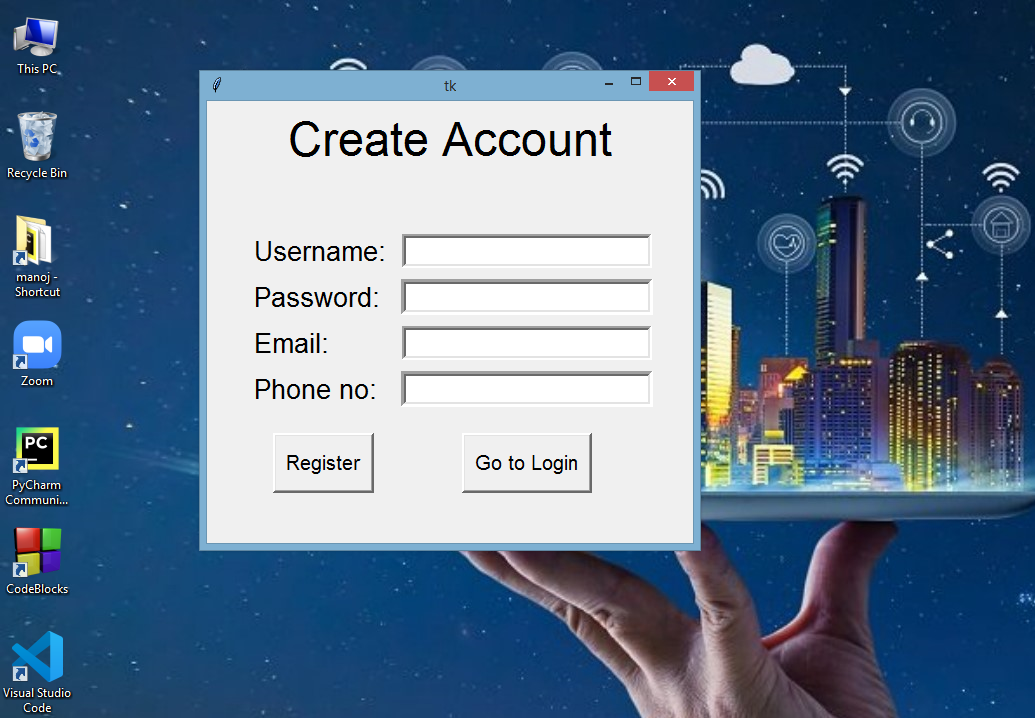 This PC
Recycle Bin
manoj -
Shortcut
Zoom
PC
PyCharm
Communi...
CodeBlocks
Visual Studio
Code
tk
Create Account
Username:
Password:
Email:
Phone no:
Register
Go to Login